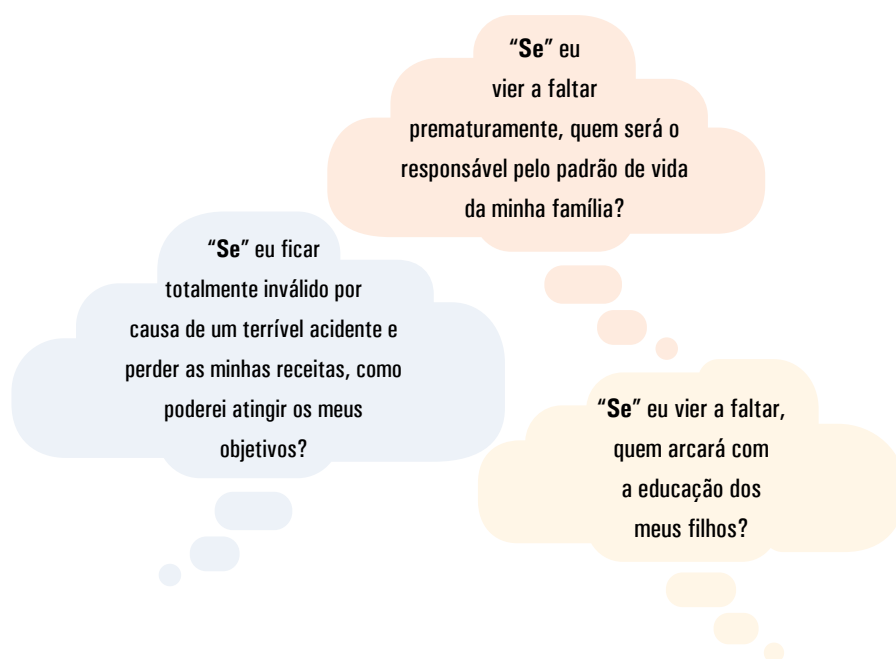 “Se” eu
vier a faltar
prematuramente, quem será o
responsável pelo padrão de vida
da minha família?
“Se” eu ficar
totalmente inválido por
causa de um terrível acidente e
perder as minhas receitas, como
poderei atingir os meus
objetivos?
“Se” eu vier a faltar,
quem arcará com
a educação dos
meus filhos?